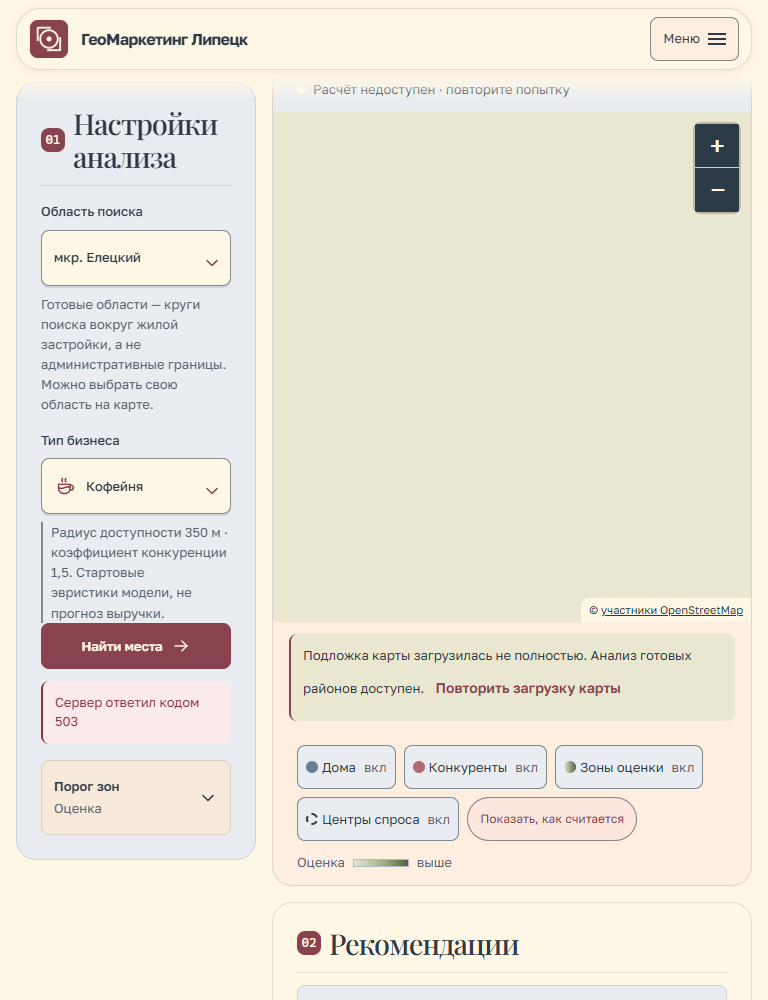 ГеоМаркетинг Липецк
Меню
01
Настройки
анализа
Область поиска
мкр. Елецкий
Готовые области — круги
поиска вокруг жилой
застройки, а не
административные границы.
Можно выбрать свою
область на карте.
Тип бизнеса
Кофейня
Радиус доступности 350 м ·
коэффициент конкуренции
1,5. Стартовые
эвристики модели, не
прогноз выручки.
Найти места
Сервер ответил кодом
503
Порог зон
Оценка
Расчёт недоступен · повторите попытку
+
−
© участники OpenStreetMap
Подложка карты загрузилась не полностью. Анализ готовых
районов доступен. Повторить загрузку карты
Дома вкл
Конкуренты вкл
Зоны оценки вкл
Центры спроса вкл
Показать, как считается
Оценка выше
02
Рекомендации